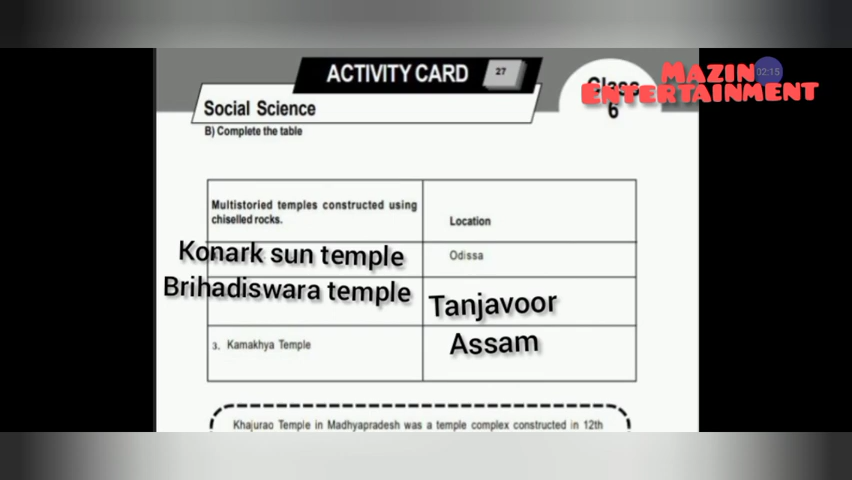 ACTIVITY CARD 27
MAZIN 02:15
ENTERTAINMENT
Class
6
Social Science
B) Complete the table
Multistoried temples constructed using
chiselled rocks.
Location
Konark sun temple
Odissa
Brihadiswara temple
Tanjavoor
3. Kamakhya Temple
Assam
Khajurao Temple in Madhyapradesh was a temple complex constructed in 12th